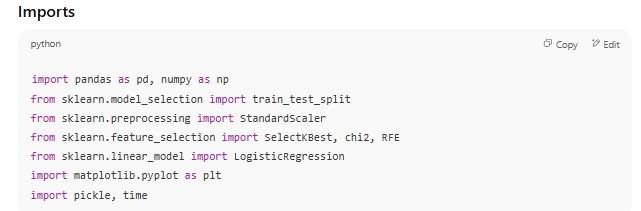 Imports
python
Copy Edit
import pandas as pd, numpy as np
from sklearn.model_selection import train_test_split
from sklearn.preprocessing import StandardScaler
from sklearn.feature_selection import SelectKBest, chi2, RFE
from sklearn.linear_model import LogisticRegression
import matplotlib.pyplot as plt
import pickle, time